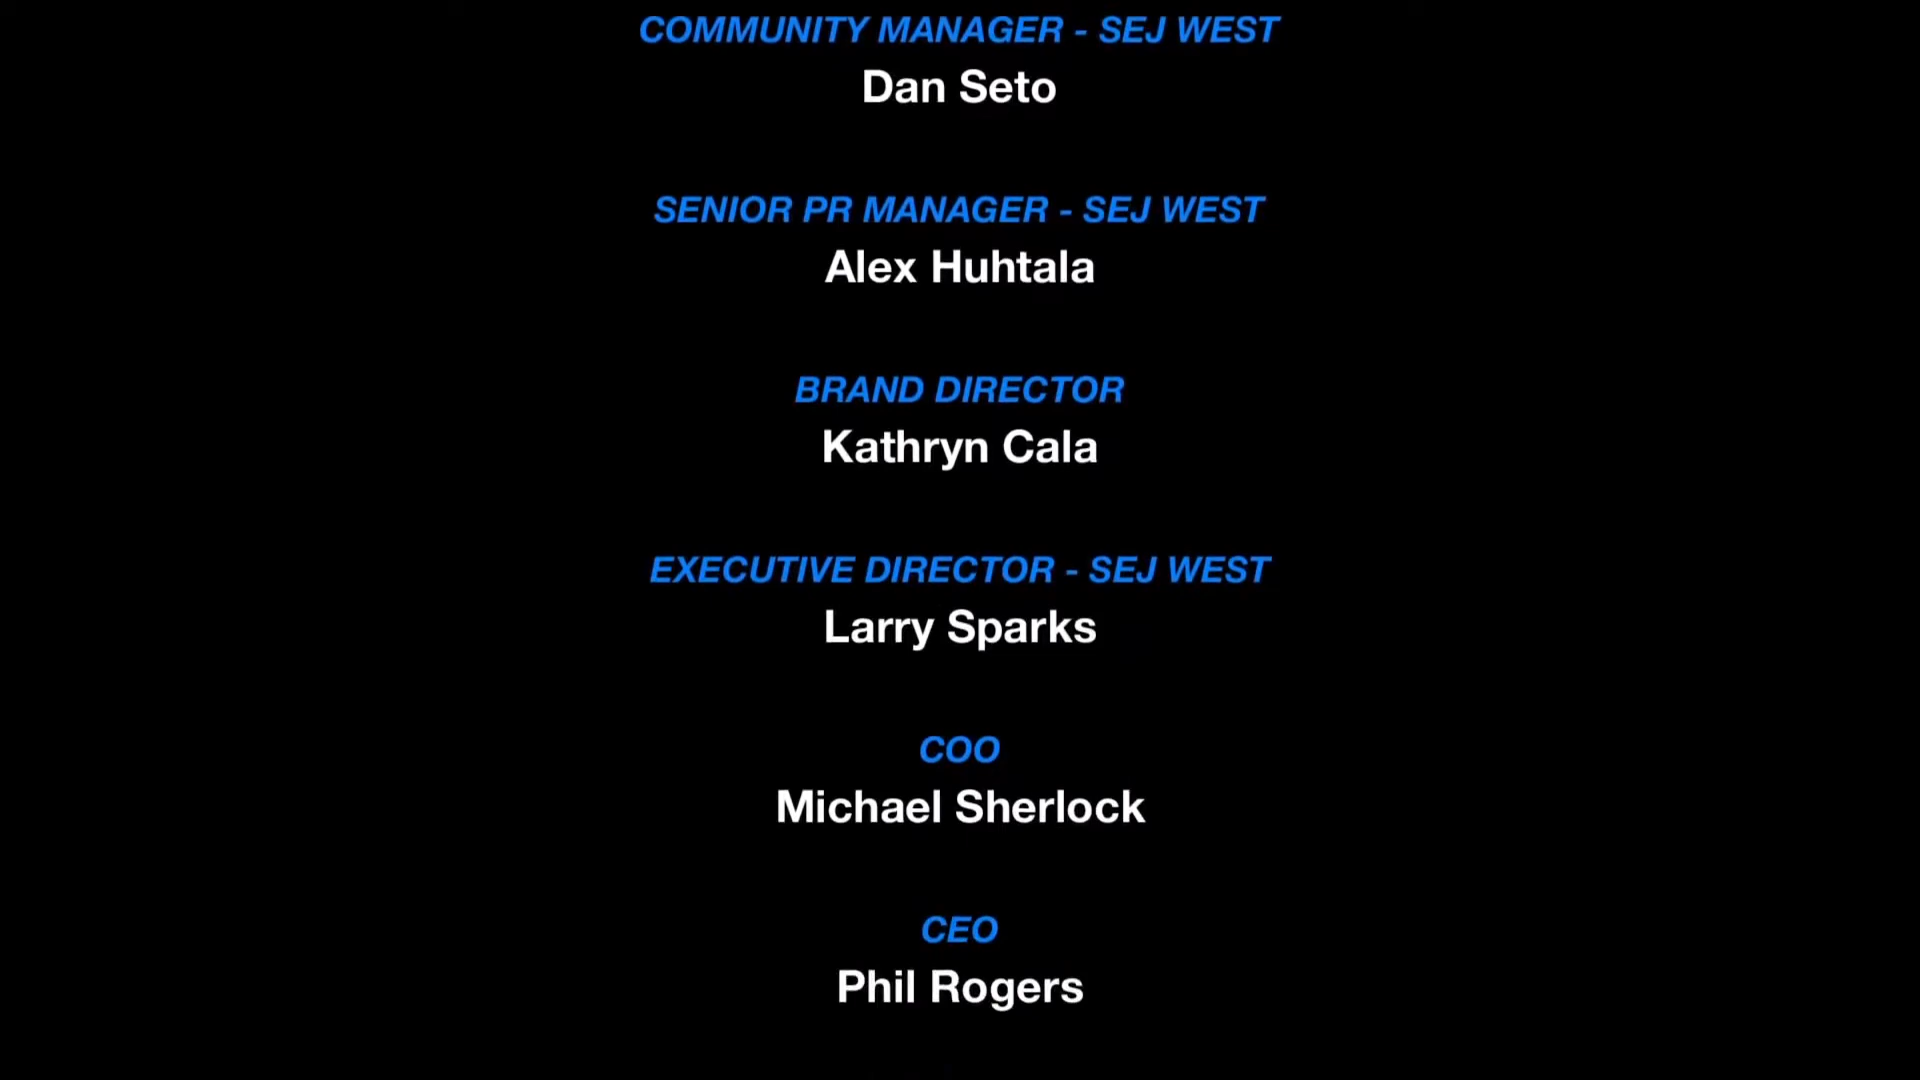 COMMUNITY MANAGER - SEJ WEST
Dan Seto
SENIOR PR MANAGER - SEJ WEST
Alex Huhtala
BRAND DIRECTOR
Kathryn Cala
EXECUTIVE DIRECTOR - SEJ WEST
Larry Sparks
COO
Michael Sherlock
CEO
Phil Rogers